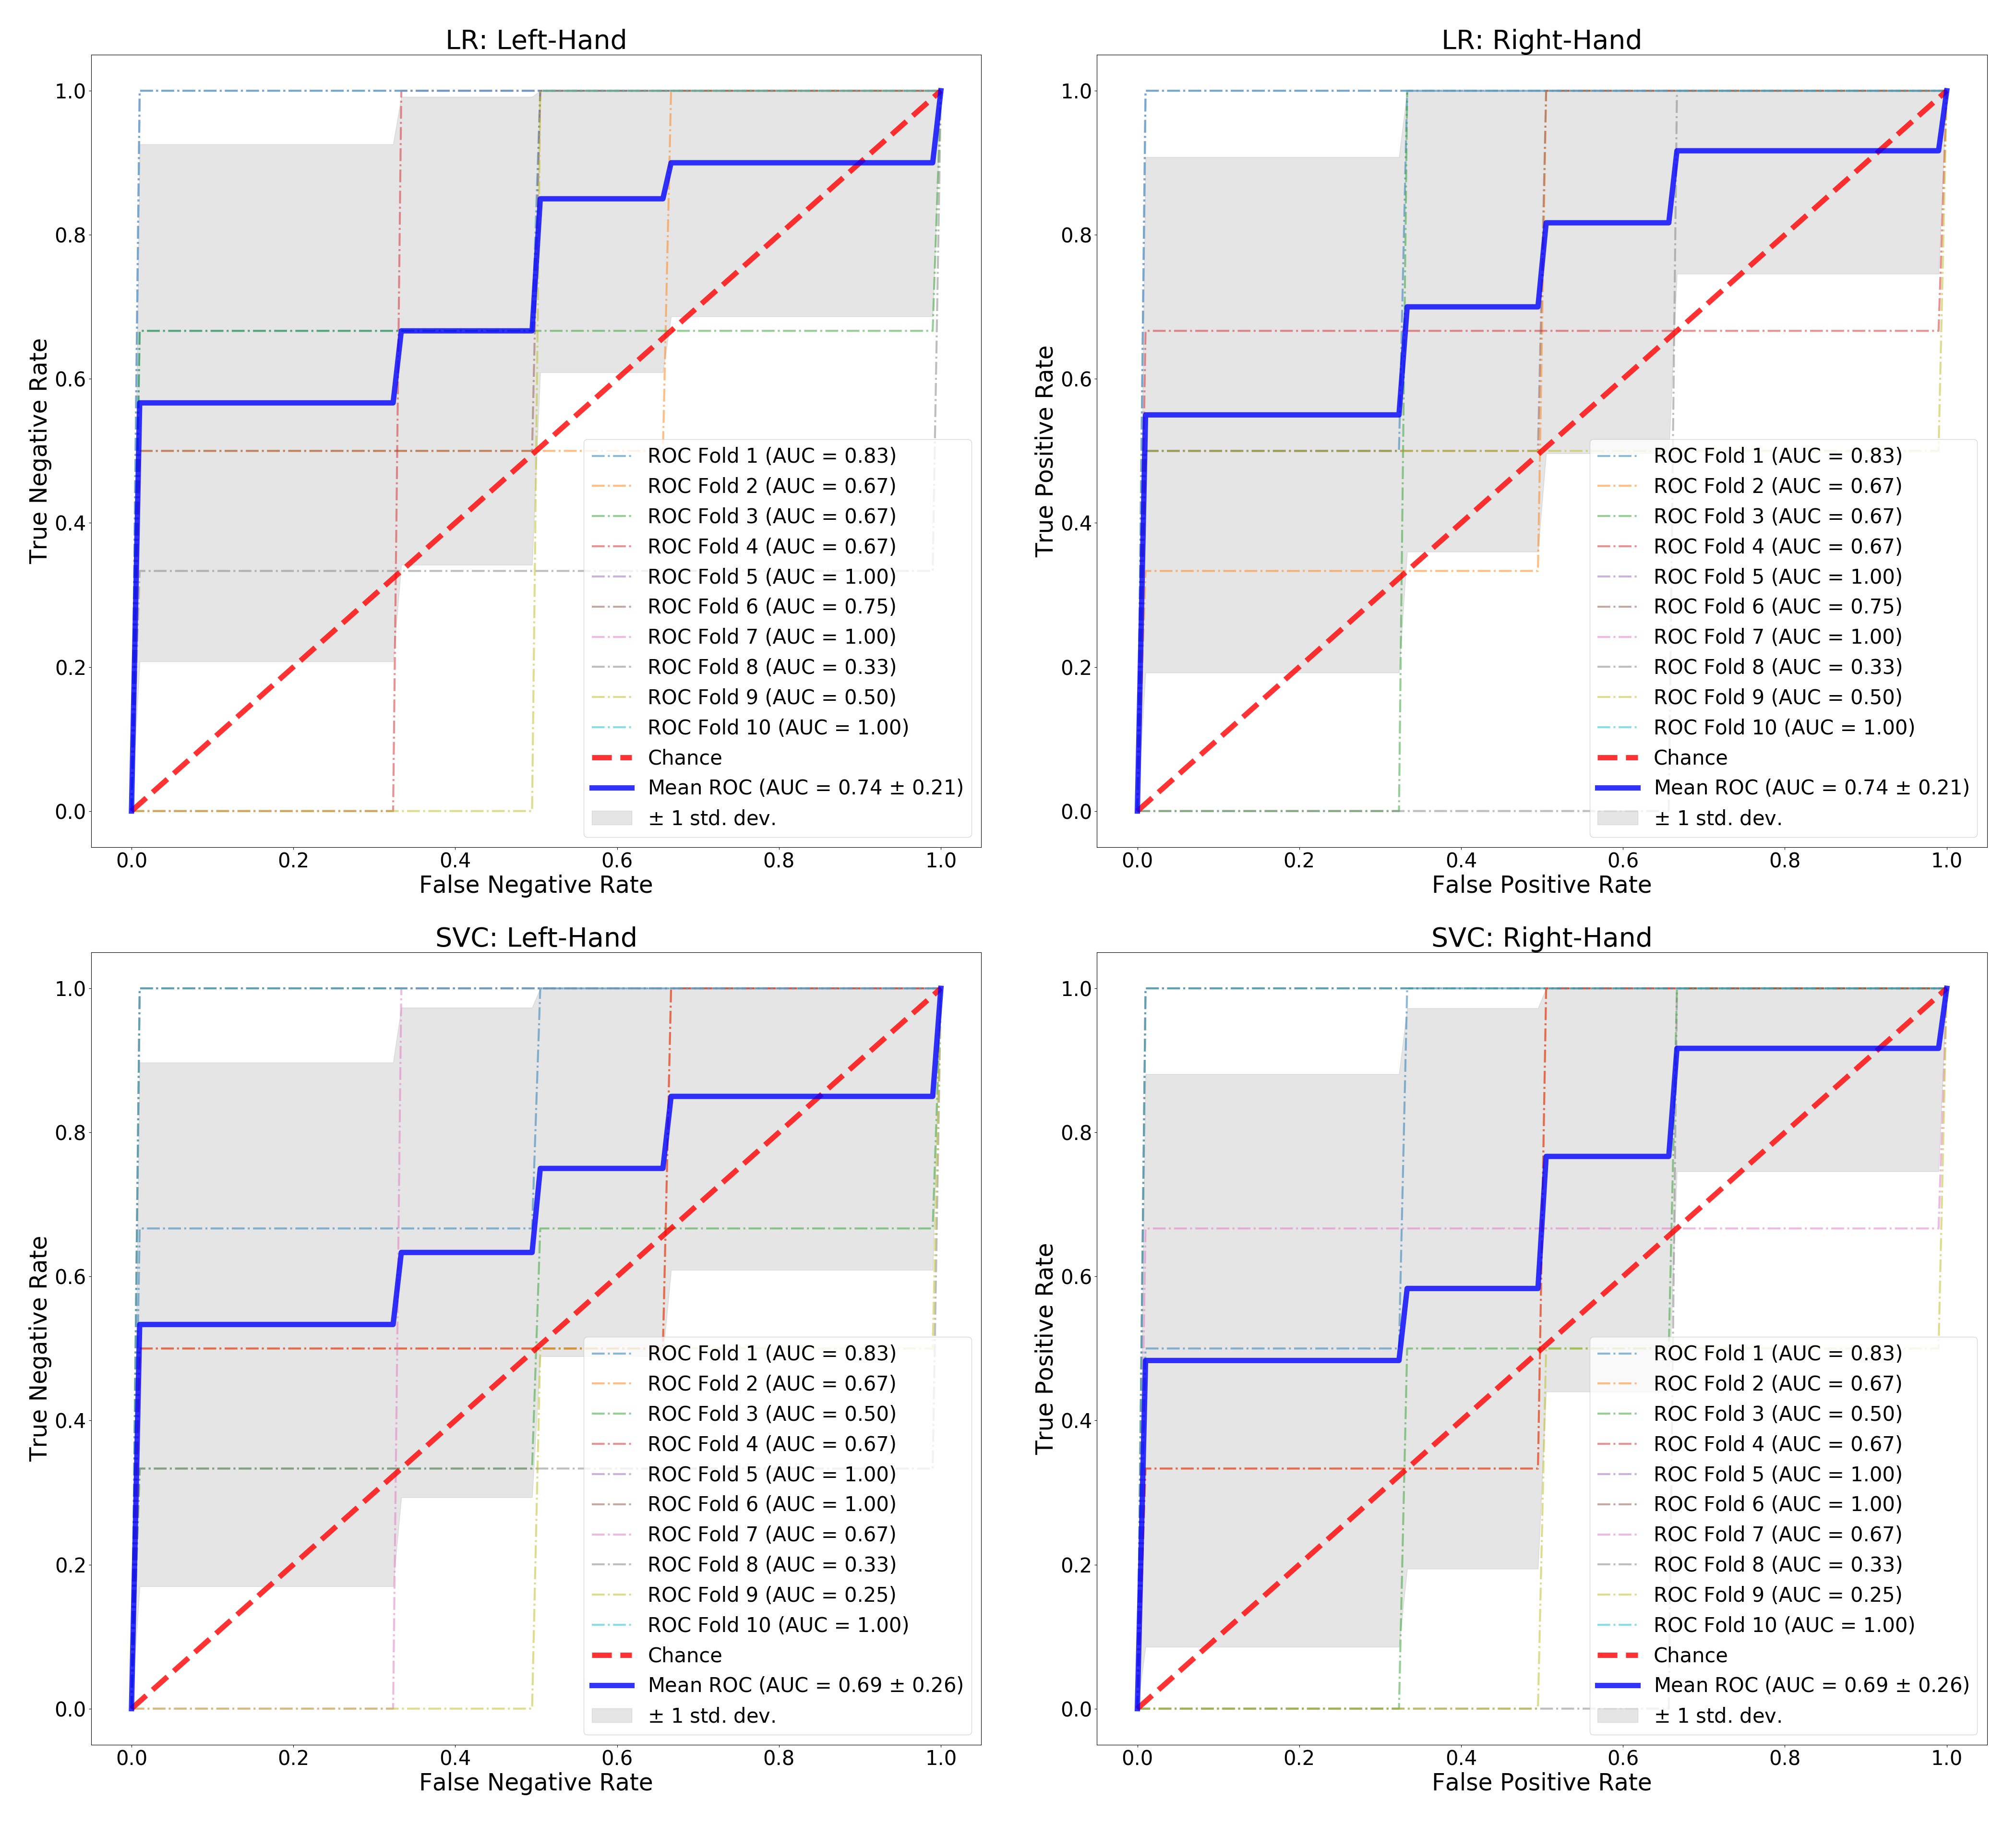 LR: Left-Hand
True Negative Rate
1.0
0.8
0.6
0.4
0.2
0.0
ROC Fold 1 (AUC = 0.83)
ROC Fold 2 (AUC = 0.67)
ROC Fold 3 (AUC = 0.67)
ROC Fold 4 (AUC = 0.67)
ROC Fold 5 (AUC = 1.00)
ROC Fold 6 (AUC = 0.75)
ROC Fold 7 (AUC = 1.00)
ROC Fold 8 (AUC = 0.33)
ROC Fold 9 (AUC = 0.50)
ROC Fold 10 (AUC = 1.00)
Chance
Mean ROC (AUC = 0.74 ± 0.21)
± 1 std. dev.
0.0 0.2 0.4 0.6 0.8 1.0
False Negative Rate
LR: Right-Hand
True Positive Rate
1.0
0.8
0.6
0.4
0.2
0.0
ROC Fold 1 (AUC = 0.83)
ROC Fold 2 (AUC = 0.67)
ROC Fold 3 (AUC = 0.67)
ROC Fold 4 (AUC = 0.67)
ROC Fold 5 (AUC = 1.00)
ROC Fold 6 (AUC = 0.75)
ROC Fold 7 (AUC = 1.00)
ROC Fold 8 (AUC = 0.33)
ROC Fold 9 (AUC = 0.50)
ROC Fold 10 (AUC = 1.00)
Chance
Mean ROC (AUC = 0.74 ± 0.21)
± 1 std. dev.
0.0 0.2 0.4 0.6 0.8 1.0
False Positive Rate
SVC: Left-Hand
True Negative Rate
1.0
0.8
0.6
0.4
0.2
0.0
ROC Fold 1 (AUC = 0.83)
ROC Fold 2 (AUC = 0.67)
ROC Fold 3 (AUC = 0.50)
ROC Fold 4 (AUC = 0.67)
ROC Fold 5 (AUC = 1.00)
ROC Fold 6 (AUC = 1.00)
ROC Fold 7 (AUC = 0.67)
ROC Fold 8 (AUC = 0.33)
ROC Fold 9 (AUC = 0.25)
ROC Fold 10 (AUC = 1.00)
Chance
Mean ROC (AUC = 0.69 ± 0.26)
± 1 std. dev.
0.0 0.2 0.4 0.6 0.8 1.0
False Negative Rate
SVC: Right-Hand
True Positive Rate
1.0
0.8
0.6
0.4
0.2
0.0
ROC Fold 1 (AUC = 0.83)
ROC Fold 2 (AUC = 0.67)
ROC Fold 3 (AUC = 0.50)
ROC Fold 4 (AUC = 0.67)
ROC Fold 5 (AUC = 1.00)
ROC Fold 6 (AUC = 1.00)
ROC Fold 7 (AUC = 0.67)
ROC Fold 8 (AUC = 0.33)
ROC Fold 9 (AUC = 0.25)
ROC Fold 10 (AUC = 1.00)
Chance
Mean ROC (AUC = 0.69 ± 0.26)
± 1 std. dev.
0.0 0.2 0.4 0.6 0.8 1.0
False Positive Rate